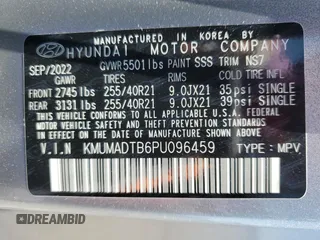 MANUFACTURED IN KOREA BY
HYUNDAI MOTOR COMPANY
SEP/2022 GVWR 5501lbs PAINT SSS TRIM NS7
GAWR TIRES RIMS COLD TIRE INFL
FRONT 2745 lbs 255/40R21 9.0JX21 35 psi SINGLE
REAR 3131 lbs 255/40R21 9.0JX21 39 psi SINGLE
THIS VEHICLE CONFORMS TO ALL APPLICABLE FEDERAL
MOTOR VEHICLE SAFETY AND THEFT PREVENTION STANDARDS
IN EFFECT ON THE DATE OF MANUFACTURE SHOWN ABOVE.
V.I.N KMUMADTB6PU096459 TYPE : MPV
© DREAMBID